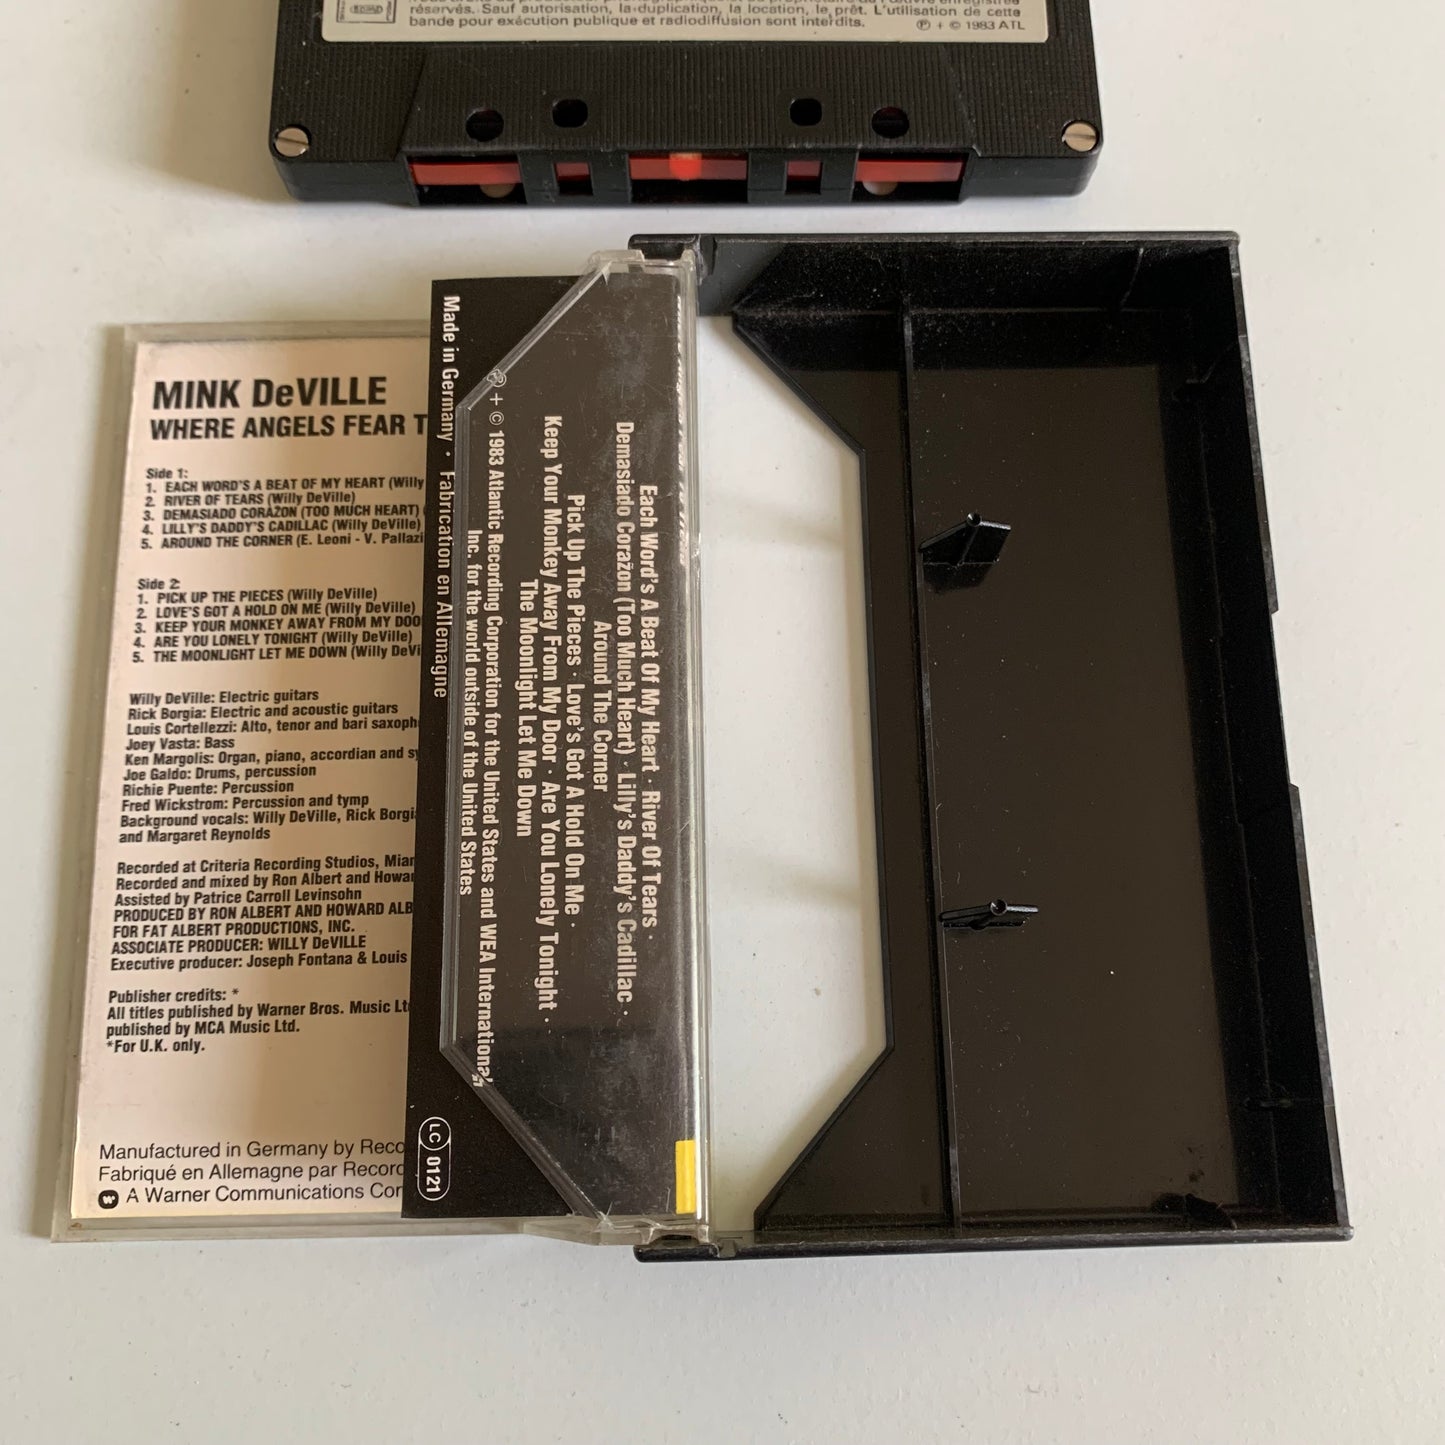 réservés. Sauf autorisation, la duplication, la location, le prêt. L'utilisation de cette
bande pour exécution publique et radiodiffusion sont interdits. ℗ + © 1983 ATL
MINK DeVILLE
WHERE ANGELS FEAR T
Side 1:
1. EACH WORD'S A BEAT OF MY HEART (Willy
2. RIVER OF TEARS (Willy DeVille)
3. DEMASIADO CORAZŎN (TOO MUCH HEART)
4. LILLY'S DADDY'S CADILLAC (Willy DeVille)
5. AROUND THE CORNER (E. Leoni - V. Pallazi
Side 2:
1. PICK UP THE PIECES (Willy DeVille)
2. LOVE'S GOT A HOLD ON ME (Willy DeVille)
3. KEEP YOUR MONKEY AWAY FROM MY DOO
4. ARE YOU LONELY TONIGHT (Willy DeVille)
5. THE MOONLIGHT LET ME DOWN (Willy DeVi
Willy DeVille: Electric guitars
Rick Borgia: Electric and acoustic guitars
Louis Cortellezzi: Alto, tenor and bari saxoph
Joey Vasta: Bass
Ken Margolis: Organ, piano, accordian and sy
Joe Galdo: Drums, percussion
Richie Puente: Percussion
Fred Wickstrom: Percussion and tymp
Background vocals: Willy DeVille, Rick Borgia
and Margaret Reynolds
Recorded at Criteria Recording Studios, Miam
Recorded and mixed by Ron Albert and Howa
Assisted by Patrice Carroll Levinsohn
PRODUCED BY RON ALBERT AND HOWARD ALB
FOR FAT ALBERT PRODUCTIONS, INC.
ASSOCIATE PRODUCER: WILLY DeVILLE
Executive producer: Joseph Fontana & Louis
Publisher credits: *
All titles published by Warner Bros. Music Lt
published by MCA Music Ltd.
*For U.K. only.
Manufactured in Germany by Reco
Fabriqué en Allemagne par Record
A Warner Communications Cor
Each Word's A Beat Of My Heart · River Of Tears ·
Demasiado Corazŏn (Too Much Heart) · Lilly's Daddy's Cadillac ·
Around The Corner
Pick Up The Pieces · Love's Got A Hold On Me ·
Keep Your Monkey Away From My Door · Are You Lonely Tonight ·
The Moonlight Let Me Down
℗ + © 1983 Atlantic Recording Corporation for the United States and WEA International
Inc. for the world outside of the United States
Made in Germany · Fabrication en Allemagne
LC 0121